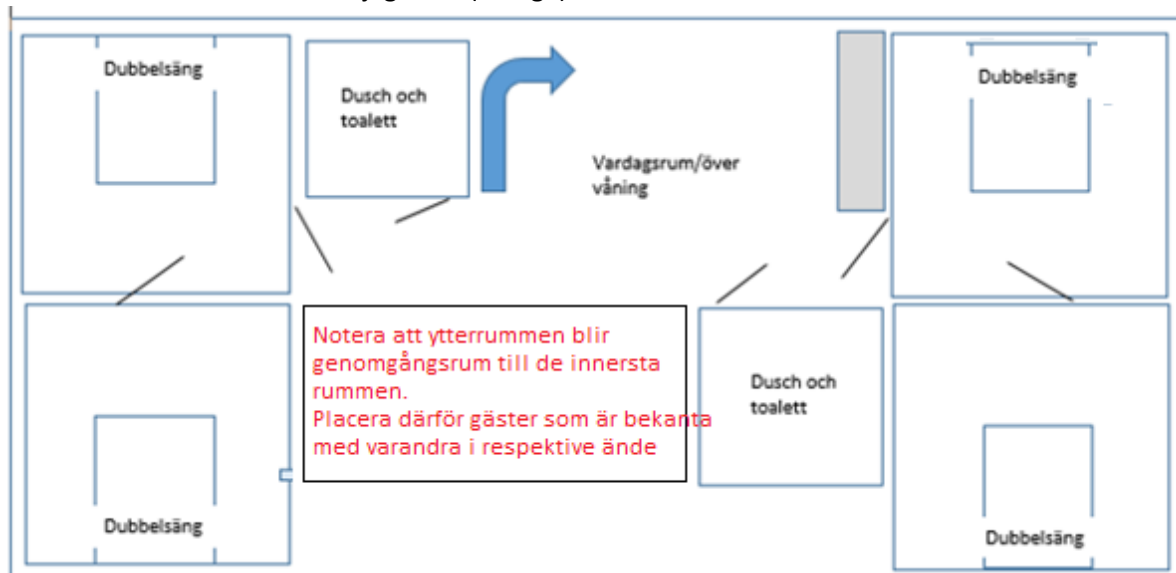 Dubbelsäng
Dusch och
toalett
Vardagsrum/över
våning
Dubbelsäng
Notera att ytterrummen blir
genomgångsrum till de innersta
rummen.
Placera därför gäster som är bekanta
med varandra i respektive ände
Dusch och
toalett
Dubbelsäng
Dubbelsäng